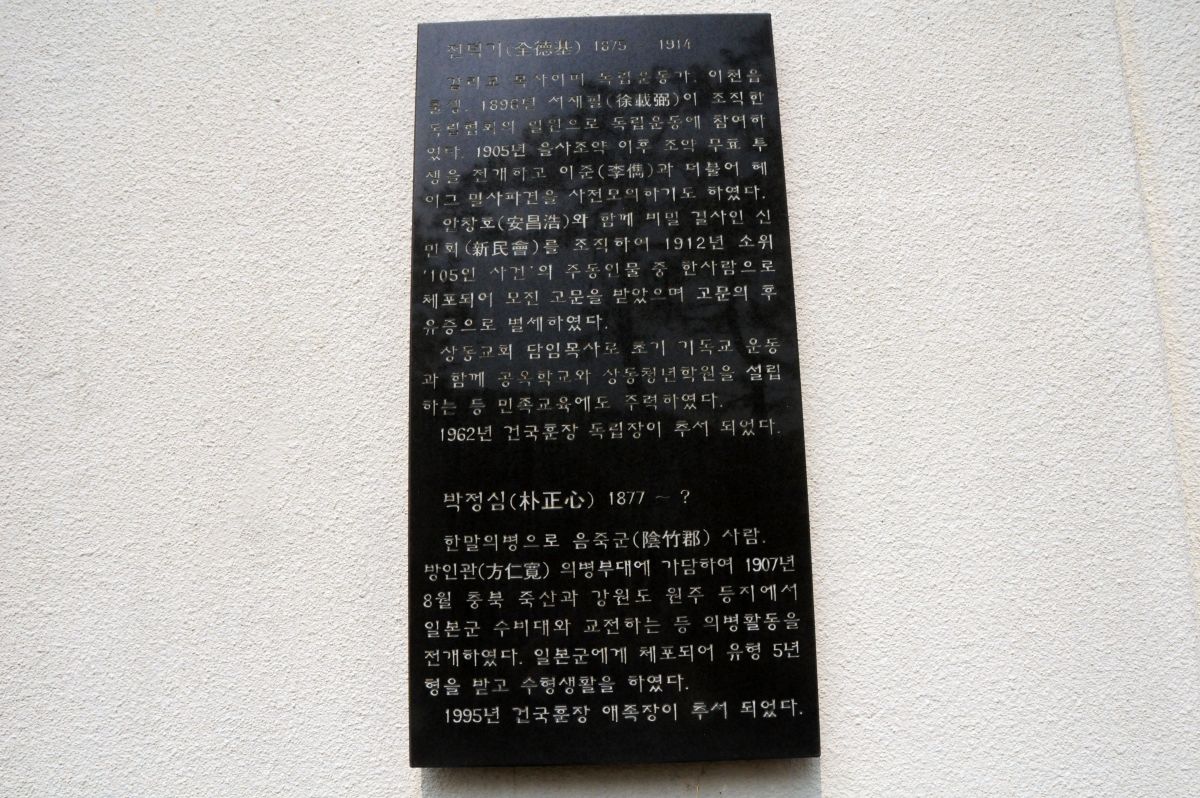 전덕기(全德基) 1875 ~ 1914
감리교 목사이며 독립운동가. 이천읍
출생. 1896년 서재필(徐載弼)이 조직한
독립협회의 일원으로 독립운동에 참여하
였다. 1905년 을사조약 이후 조약 무효 투
쟁을 전개하고 이준(李儁)과 더불어 헤
이그 밀사파견을 사전모의하기도 하였다.
안창호(安昌浩)와 함께 비밀 결사인 신
민회(新民會)를 조직하여 1912년 소위
'105인 사건'의 주동인물 중 한사람으로
체포되어 모진 고문을 받았으며 고문의 후
유증으로 별세하였다.
상동교회 담임목사로 초기 기독교 운동
과 함께 공옥학교와 상동청년학원을 설립
하는 등 민족교육에도 주력하였다.
1962년 건국훈장 독립장이 추서 되었다.
박정심(朴正心) 1877 ~ ?
한말의병으로 음죽군(陰竹郡) 사람.
방인관(方仁寬) 의병부대에 가담하여 1907년
8월 충북 죽산과 강원도 원주 등지에서
일본군 수비대와 교전하는 등 의병활동을
전개하였다. 일본군에게 체포되어 유형 5년
형을 받고 수형생활을 하였다.
1995년 건국훈장 애족장이 추서 되었다.